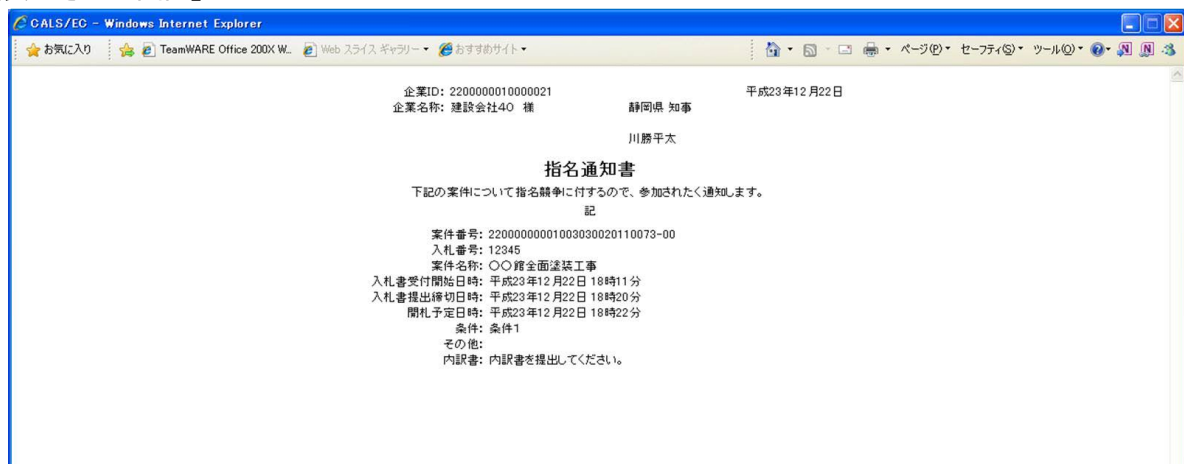 CALS/EC - Windows Internet Explorer
お気に入り TeamWARE Office 200X W... Web スライス ギャラリー おすすめサイト ページ(P) セーフティ(S) ツール(O)
企業ID: 2200000010000021 平成23年12月22日
企業名称: 建設会社40 様 静岡県 知事
川勝平太
指名通知書
下記の案件について指名競争に付するので、参加されたく通知します。
記
案件番号: 22000000001003030020110073-00
入札番号: 12345
案件名称: 〇〇館全面塗装工事
入札書受付開始日時: 平成23年12月22日 18時11分
入札書提出締切日時: 平成23年12月22日 18時20分
開札予定日時: 平成23年12月22日 18時22分
条件: 条件1
その他:
内訳書: 内訳書を提出してください。